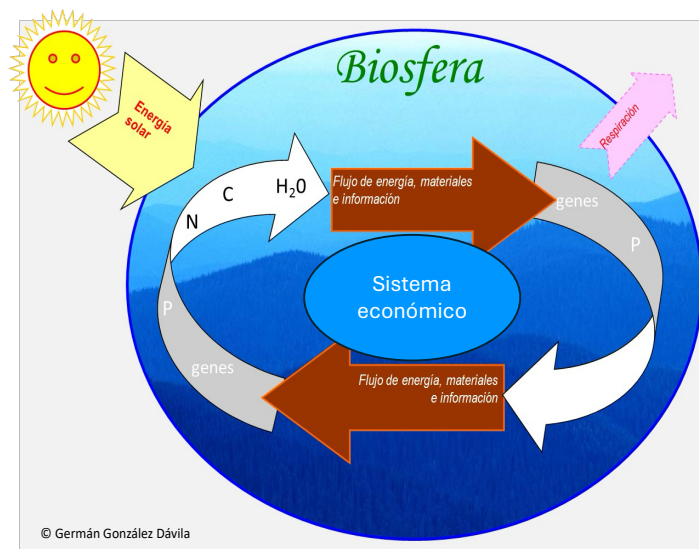 Biosfera
Energía
solar
Respiración
N
C
H20
Flujo de energía, materiales
e información
genes
P
Sistema
económico
P
genes
Flujo de energía, materiales
e información
© Germán González Dávila